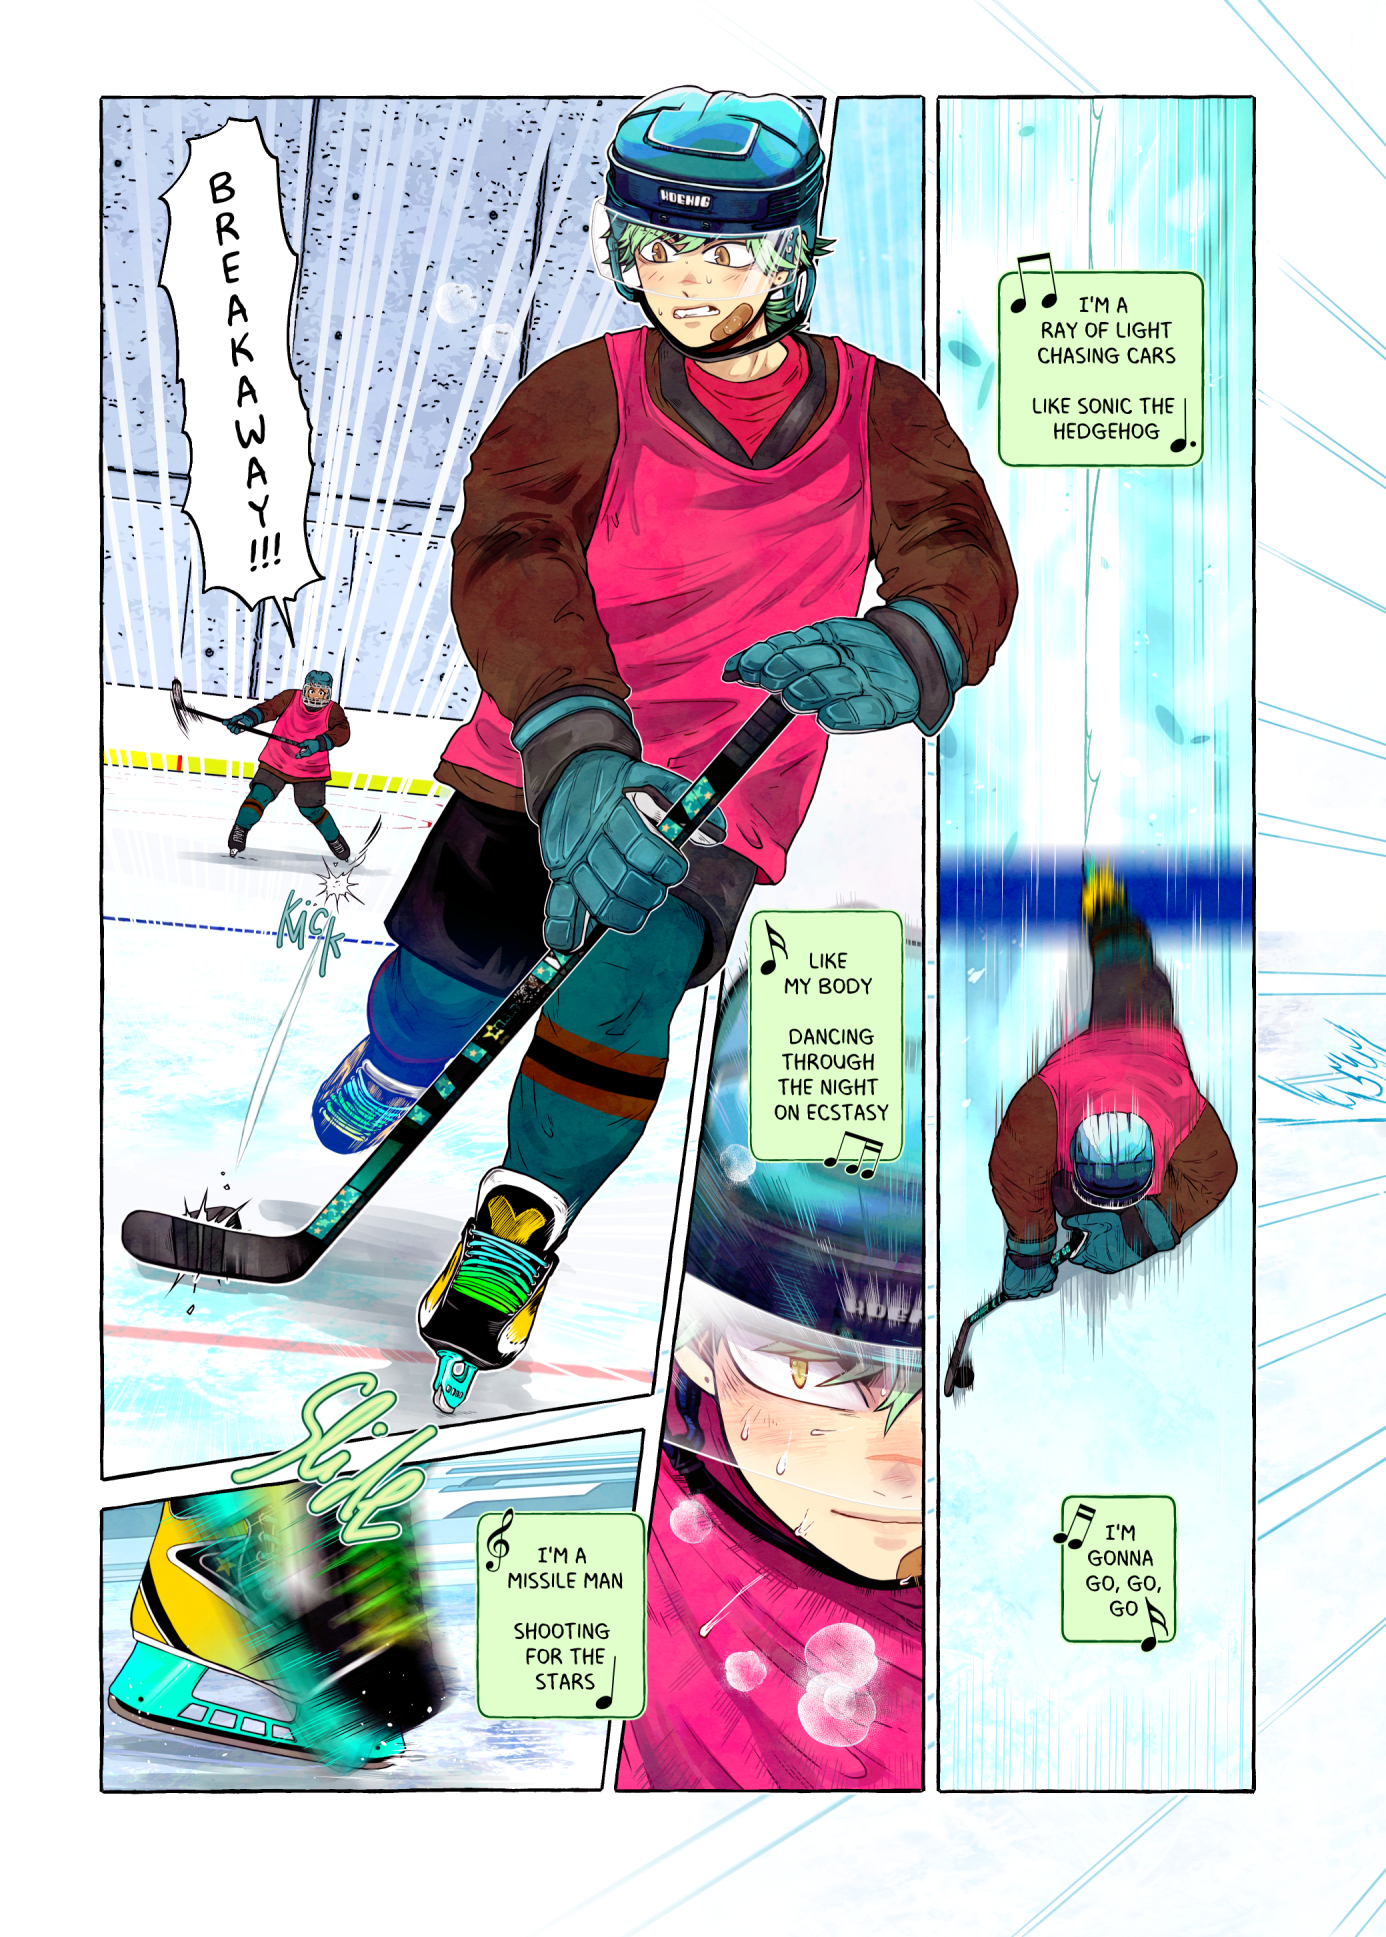 BREAKAWAY!!!
KOEHIG
Kick
Slide
I'M A
MISSILE MAN
SHOOTING
FOR THE
STARS
LIKE
MY BODY
DANCING
THROUGH
THE NIGHT
ON ECSTASY
I'M A
RAY OF LIGHT
CHASING CARS
LIKE SONIC THE
HEDGEHOG
I'M
GONNA
GO, GO,
GO